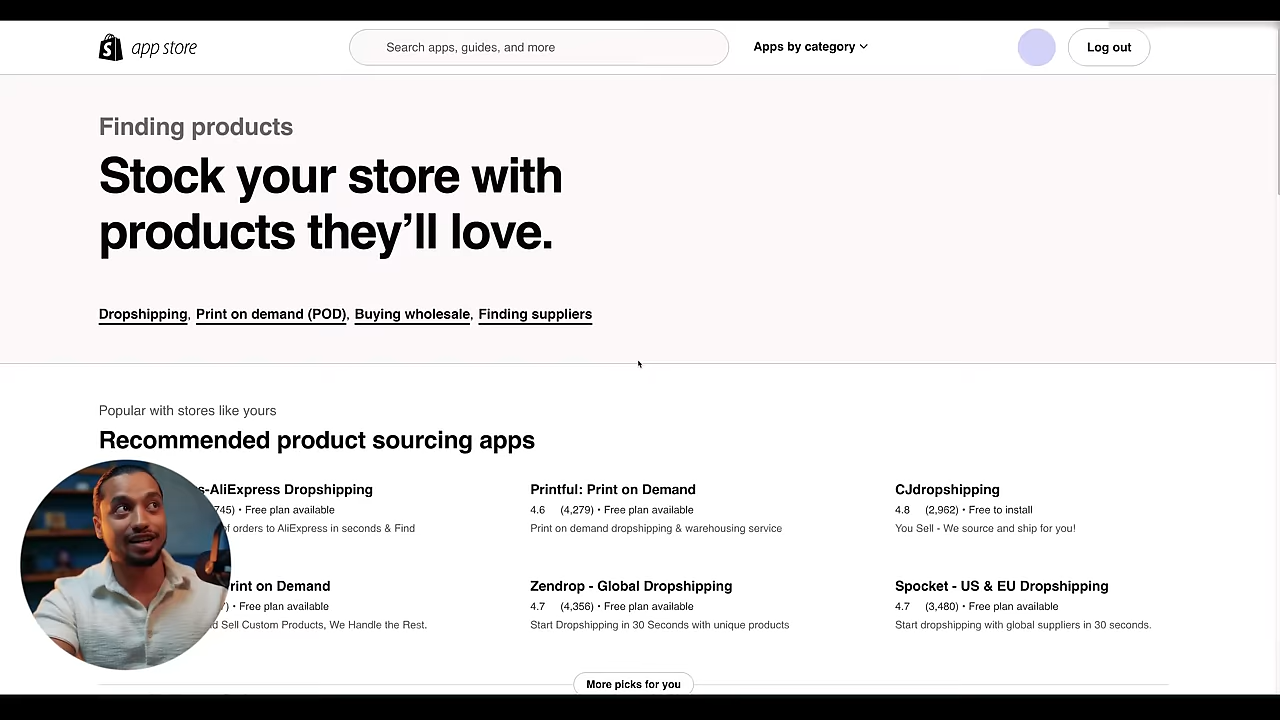 app store
Search apps, guides, and more
Apps by category
Log out
Finding products
Stock your store with
products they’ll love.
Dropshipping, Print on demand (POD), Buying wholesale, Finding suppliers
Popular with stores like yours
Recommended product sourcing apps
s-AliExpress Dropshipping
745) • Free plan available
of orders to AliExpress in seconds & Find
Printful: Print on Demand
4.6 (4,279) • Free plan available
Print on demand dropshipping & warehousing service
CJdropshipping
4.8 (2,962) • Free to install
You Sell - We source and ship for you!
rint on Demand
) • Free plan available
d Sell Custom Products, We Handle the Rest.
Zendrop - Global Dropshipping
4.7 (4,356) • Free plan available
Start Dropshipping in 30 Seconds with unique products
Spocket - US & EU Dropshipping
4.7 (3,480) • Free plan available
Start dropshipping with global suppliers in 30 seconds.
More picks for you